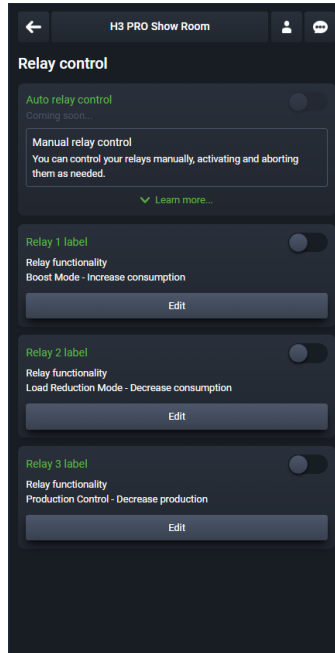 H3 PRO Show Room
Relay control
Auto relay control
Coming soon...
Manual relay control
You can control your relays manually, activating and aborting
them as needed.
Learn more...
Relay 1 label
Relay functionality
Boost Mode - Increase consumption
Edit
Relay 2 label
Relay functionality
Load Reduction Mode - Decrease consumption
Edit
Relay 3 label
Relay functionality
Production Control - Decrease production
Edit